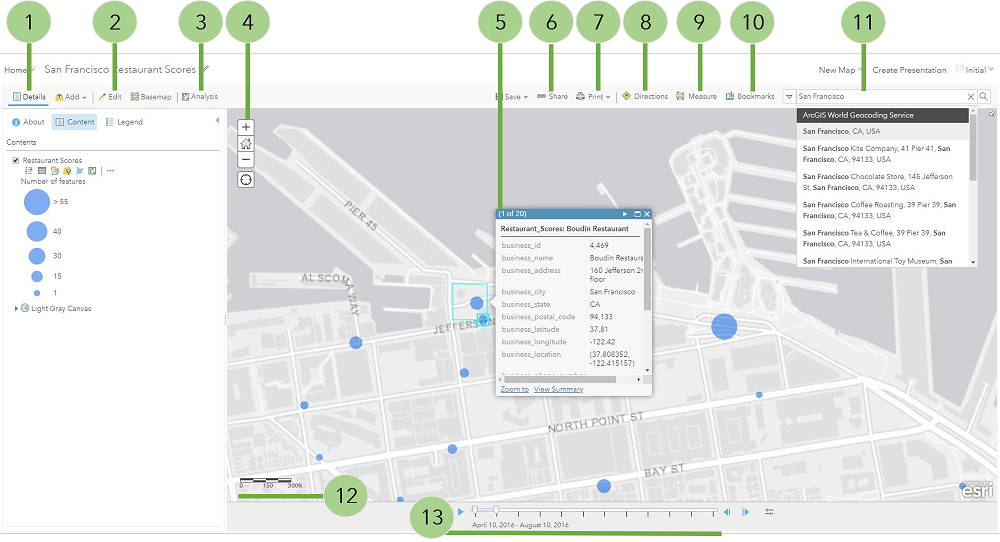 1 2 3 4 5 6 7 8 9 10 11
Home San Francisco Restaurant Scores New Map Create Presentation Initial
Details Add Edit Basemap Analysis Save Share Print Directions Measure Bookmarks San Francisco
About Content Legend
Contents
Restaurant Scores
Number of features
> 55
40
30
15
1
Light Gray Canvas
ArcGIS World Geocoding Service
San Francisco, CA, USA
San Francisco Kite Company, 41 Pier 41, San
Francisco, CA, 94133, USA
San Francisco Chocolate Store, 145 Jefferson
St, San Francisco, CA, 94133, USA
San Francisco Coffee Roasting, 39 Pier 39, San
Francisco, CA, 94133, USA
San Francisco Tea & Coffee, 39 Pier 39, San
Francisco, CA, 94133, USA
San Francisco International Toy Museum, San
PIER 45
AL SCOMA WAY
JEFFERS
(1 of 20)
Restaurant_Scores: Boudin Restaurant
business_id 4,469
business_name Boudin Restaura
business_address 160 Jefferson 2n
floor
business_city San Francisco
business_state CA
business_postal_code 94,133
business_latitude 37.81
business_longitude -122.42
business_location (37.808352,
-122.415157)
business_phone_number
Zoom to View Summary
NORTH POINT ST
BAY ST
0 150 300ft
12
esri
13
April 10, 2016 - August 10, 2016